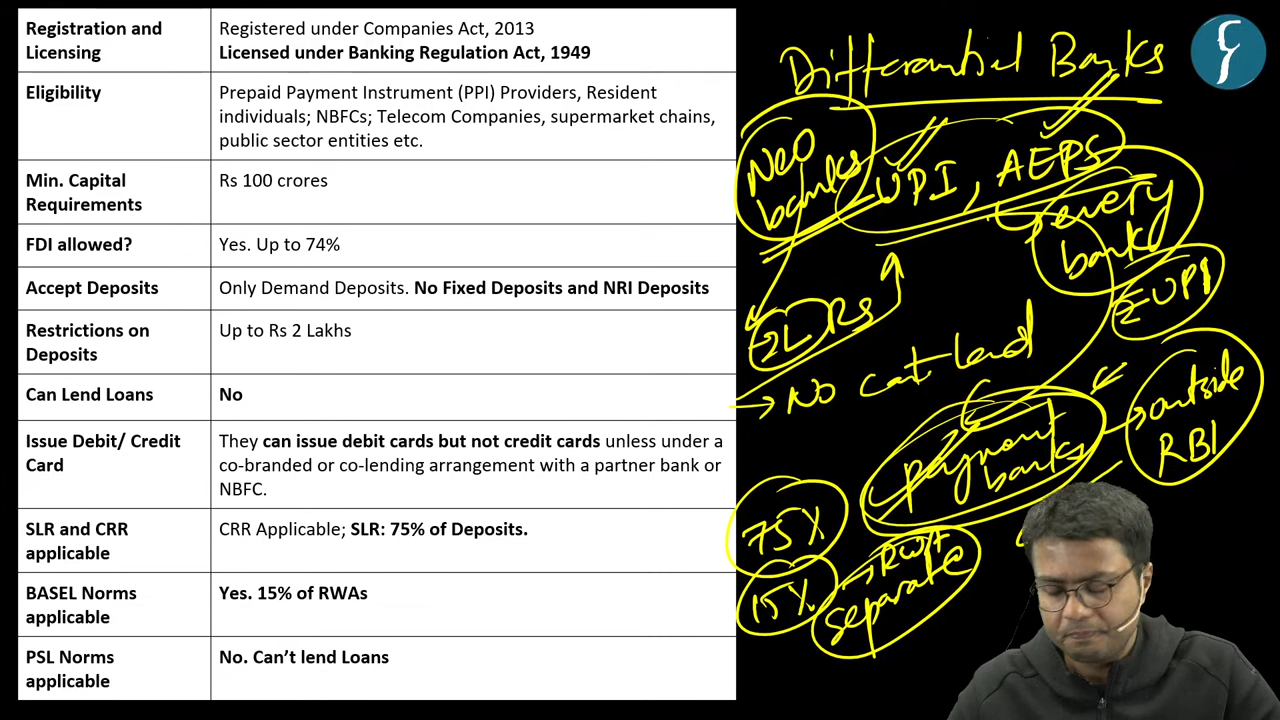 Registration and
Licensing
Registered under Companies Act, 2013
Licensed under Banking Regulation Act, 1949
Eligibility
Prepaid Payment Instrument (PPI) Providers, Resident
individuals; NBFCs; Telecom Companies, supermarket chains,
public sector entities etc.
Min. Capital
Requirements
Rs 100 crores
FDI allowed?
Yes. Up to 74%
Accept Deposits
Only Demand Deposits. No Fixed Deposits and NRI Deposits
Restrictions on
Deposits
Up to Rs 2 Lakhs
Can Lend Loans
No
Issue Debit/ Credit
Card
They can issue debit cards but not credit cards unless under a
co-branded or co-lending arrangement with a partner bank or
NBFC.
SLR and CRR
applicable
CRR Applicable; SLR: 75% of Deposits.
BASEL Norms
applicable
Yes. 15% of RWAs
PSL Norms
applicable
No. Can't lend Loans
Differential Banks
Neo
banks
UPI, AEPS
every
bank
UPI
2L Rs
No cant lend
payment
banks
outside
RBI
75%
15%
RWA
separate